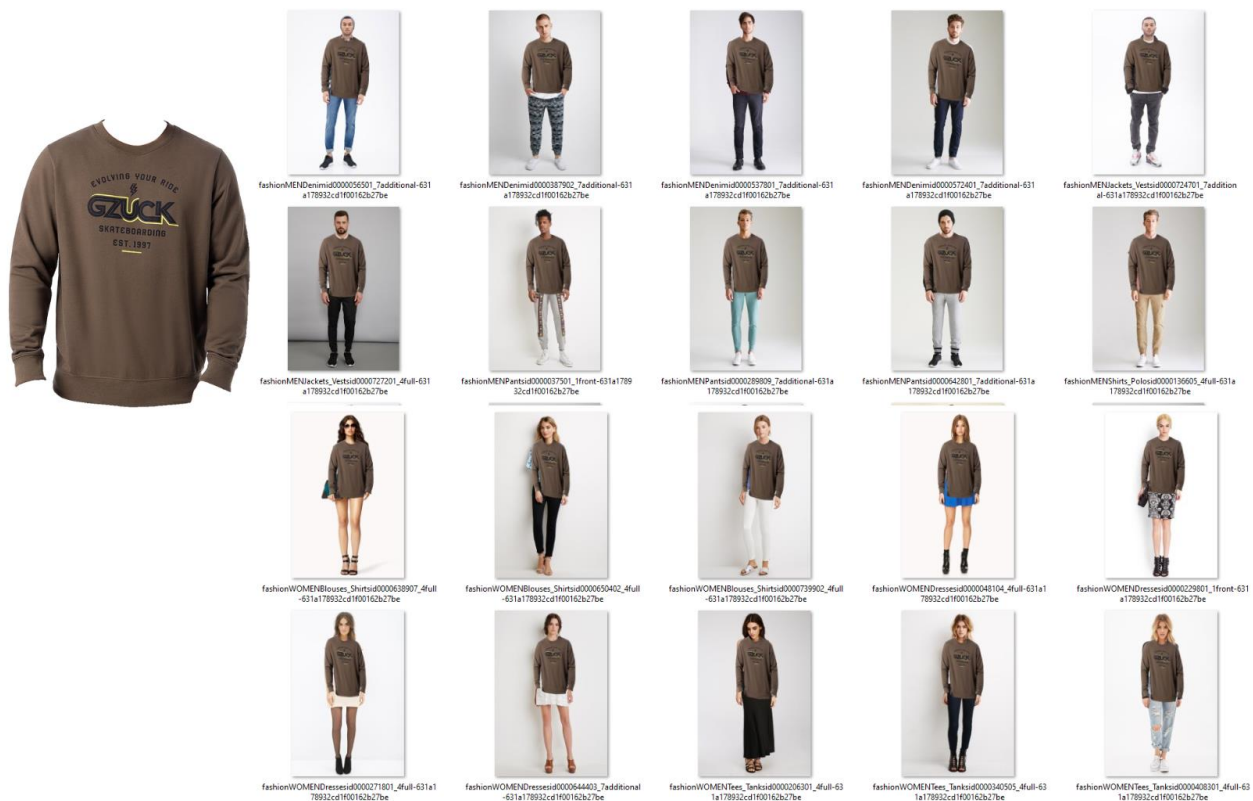 EVOLVING YOUR RIDE
GZUCK
SKATEBOARDING
EST. 1997
fashionMENDenimid0000056501_7additional-631
a178932cd1f00162b27be
fashionMENDenimid0000387902_7additional-631
a178932cd1f00162b27be
fashionMENDenimid0000537801_7additional-631
a178932cd1f00162b27be
fashionMENDenimid0000572401_7additional-631
a178932cd1f00162b27be
fashionMENJackets_Vestsid0000724701_7addition
al-631a178932cd1f00162b27be
fashionMENJackets_Vestsid0000727201_4full-631
a178932cd1f00162b27be
fashionMENPantsid0000037501_1front-631a1789
32cd1f00162b27be
fashionMENPantsid0000289809_7additional-631a
178932cd1f00162b27be
fashionMENPantsid0000642801_7additional-631a
178932cd1f00162b27be
fashionMENShirts_Polosid0000136605_4full-631a
178932cd1f00162b27be
fashionWOMENBlouses_Shirtsid0000638907_4full
-631a178932cd1f00162b27be
fashionWOMENBlouses_Shirtsid0000650402_4full
-631a178932cd1f00162b27be
fashionWOMENBlouses_Shirtsid0000739902_4full
-631a178932cd1f00162b27be
fashionWOMENDressesid0000048104_4full-631a1
78932cd1f00162b27be
fashionWOMENDressesid0000229801_1front-631
a178932cd1f00162b27be
fashionWOMENDressesid0000271801_4full-631a1
78932cd1f00162b27be
fashionWOMENDressesid0000644403_7additional
-631a178932cd1f00162b27be
fashionWOMENTees_Tanksid0000206301_4full-63
1a178932cd1f00162b27be
fashionWOMENTees_Tanksid0000340505_4full-63
1a178932cd1f00162b27be
fashionWOMENTees_Tanksid0000408301_4full-63
1a178932cd1f00162b27be